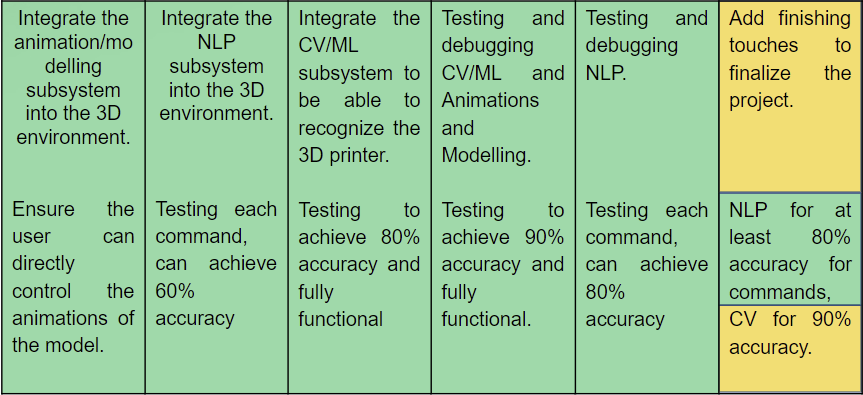 Integrate the
animation/mo
delling
subsystem
into the 3D
environment.
Integrate the
NLP
subsystem
into the 3D
environment.
Integrate the
CV/ML
subsystem to
be able to
recognize the
3D printer.
Testing and
debugging
CV/ML and
Animations
and
Modelling.
Testing and
debugging
NLP.
Add finishing
touches to
finalize the
project.
Ensure the
user can
directly
control the
animations of
the model.
Testing each
command,
can achieve
60%
accuracy
Testing to
achieve 80%
accuracy and
fully
functional
Testing to
achieve 90%
accuracy and
fully
functional.
Testing each
command,
can achieve
80%
accuracy
NLP for at
least 80%
accuracy for
commands,
CV for 90%
accuracy.